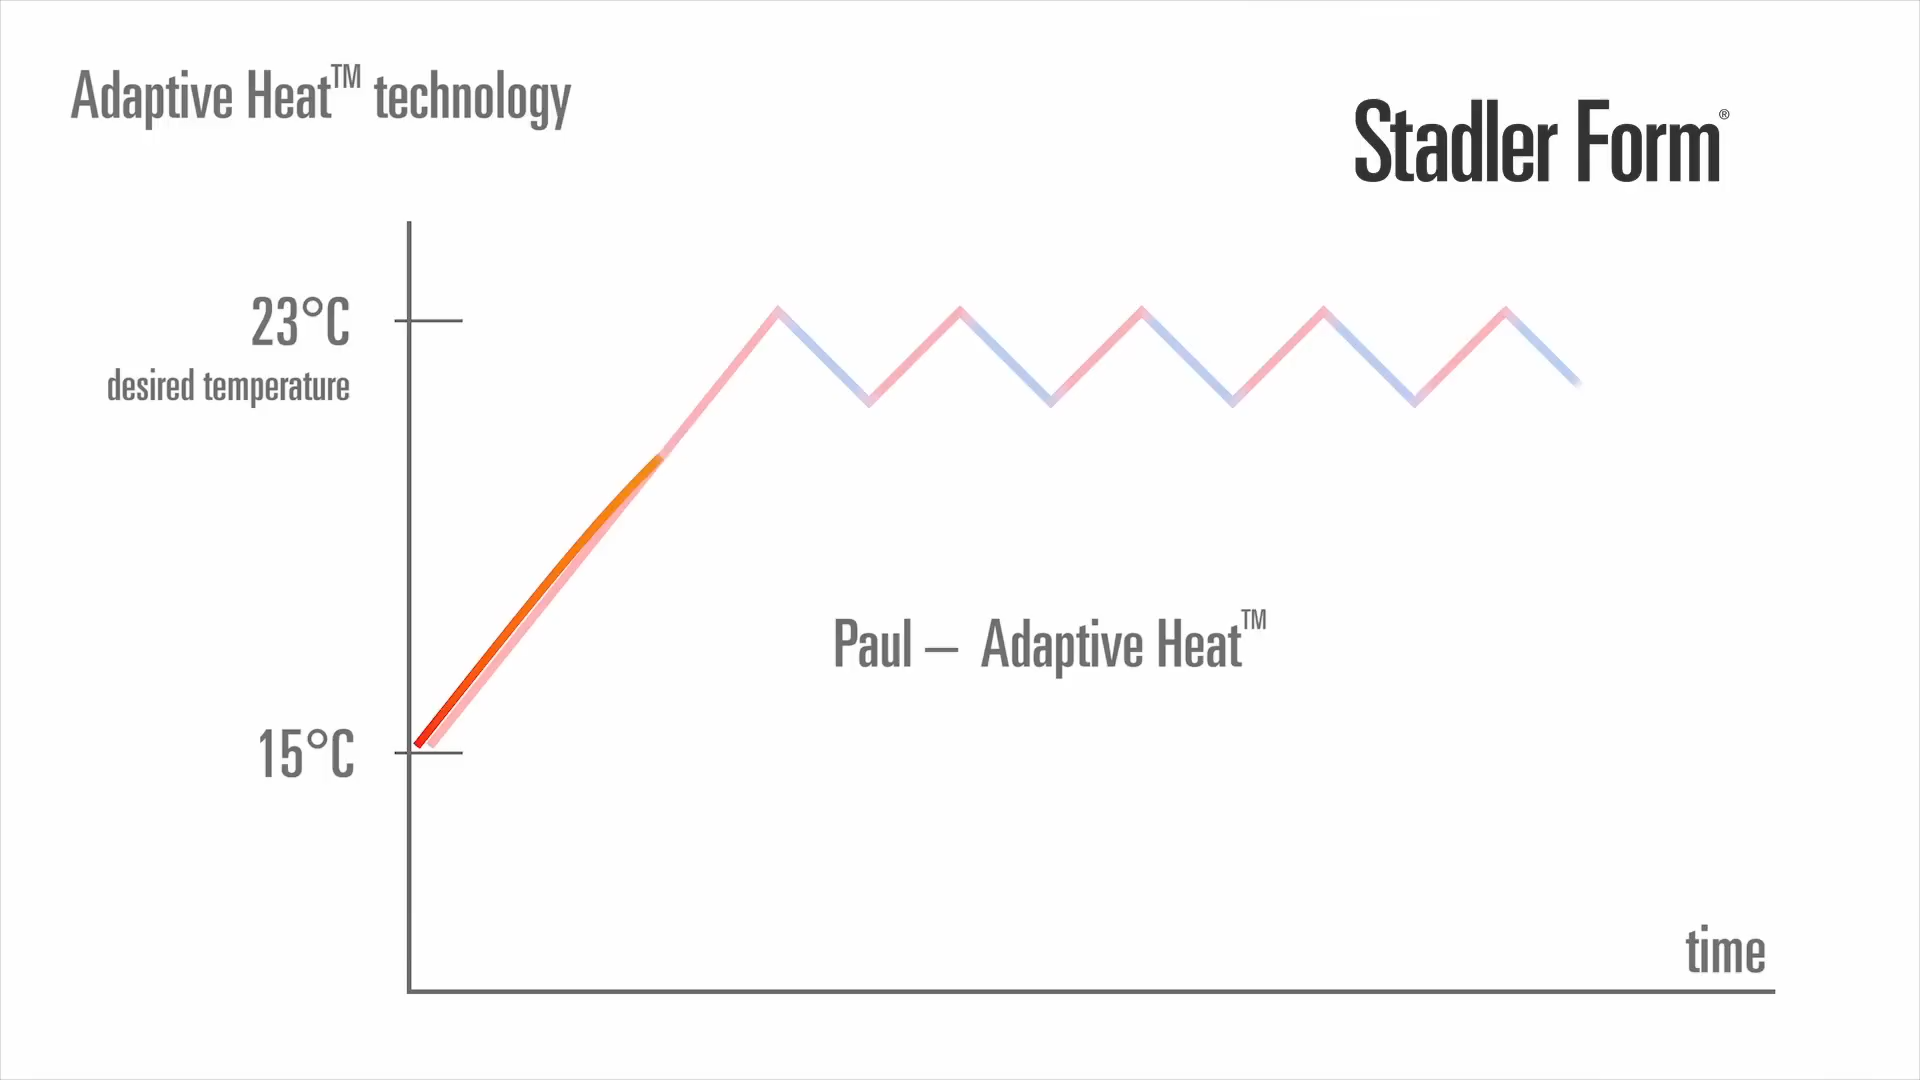 Adaptive Heat™ technology
Stadler Form®
23°C
desired temperature
Paul – Adaptive Heat™
15°C
time